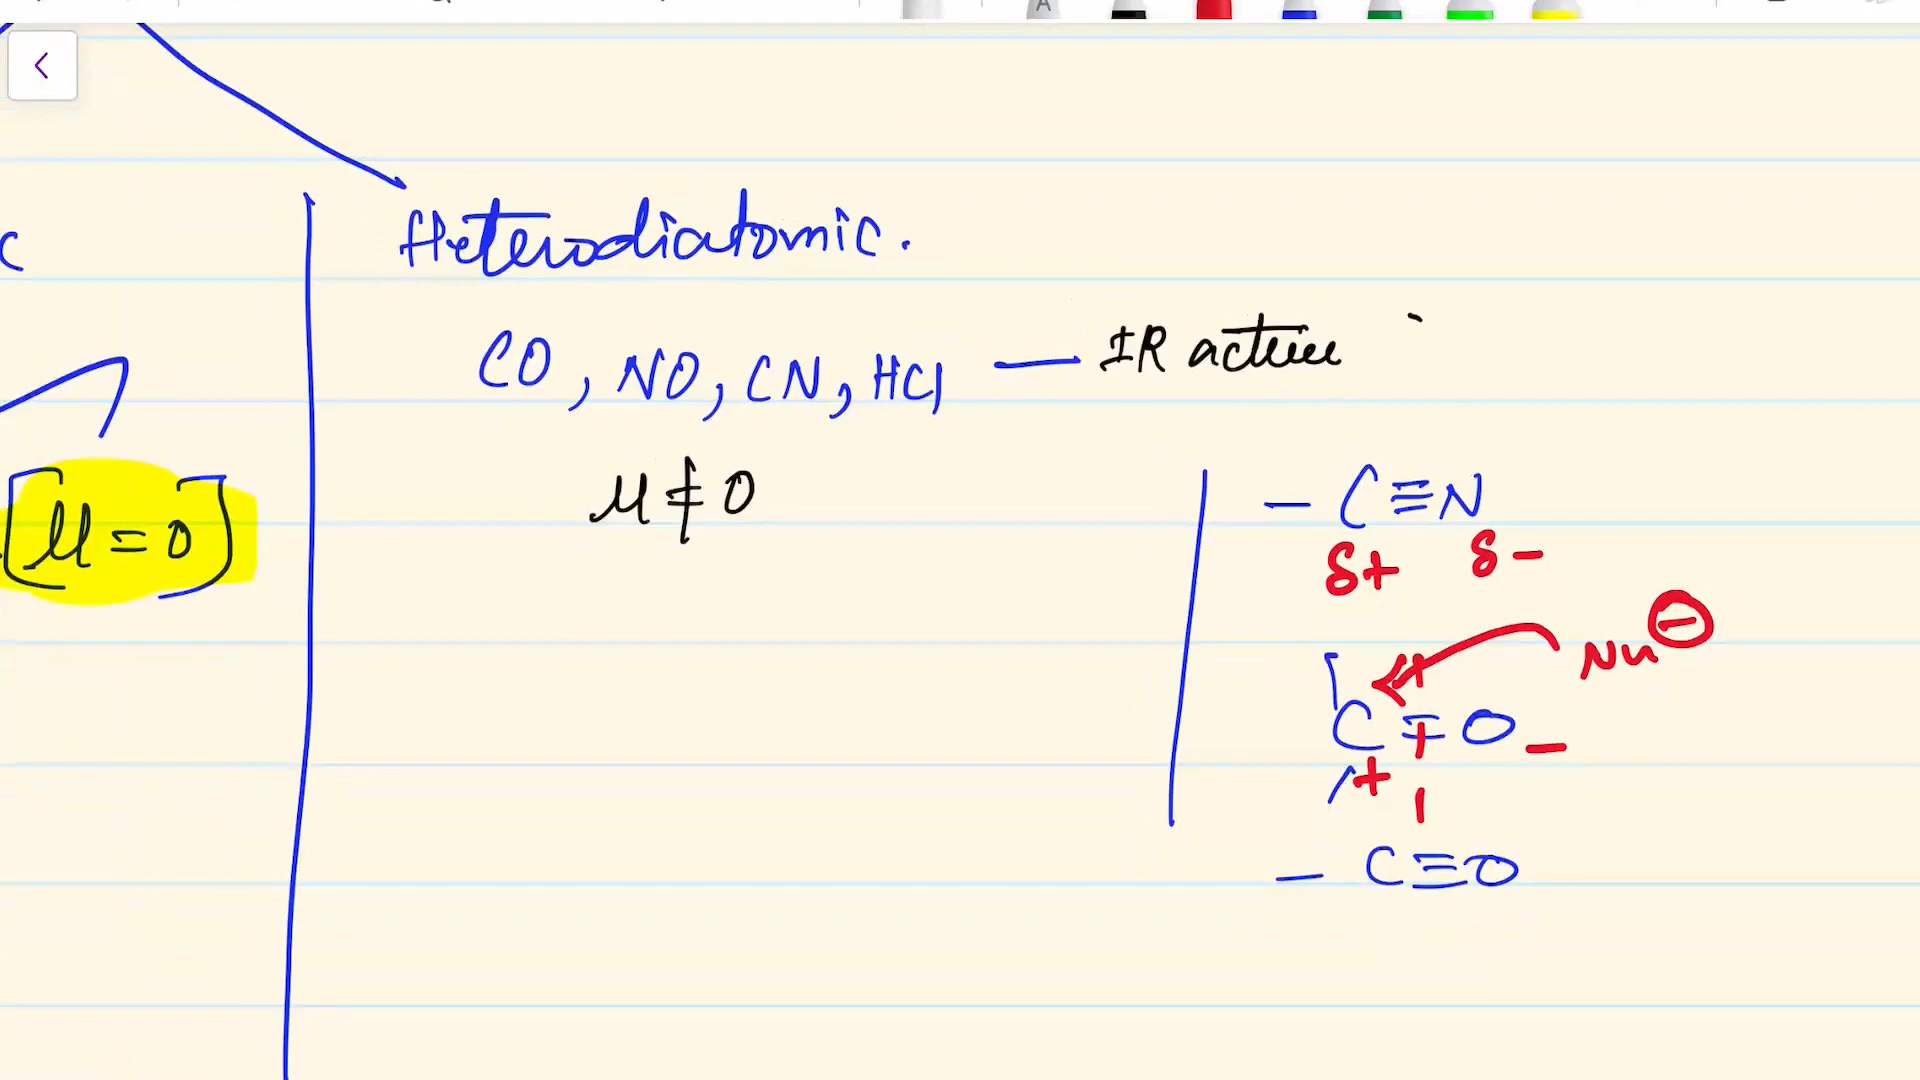 c
Heterodiatomic.
CO, NO, CN, HCl — IR active
[μ = 0]
μ ≠ 0
— C≡N
δ+ δ−
Nu⊖
C=O −
+
— C≡O